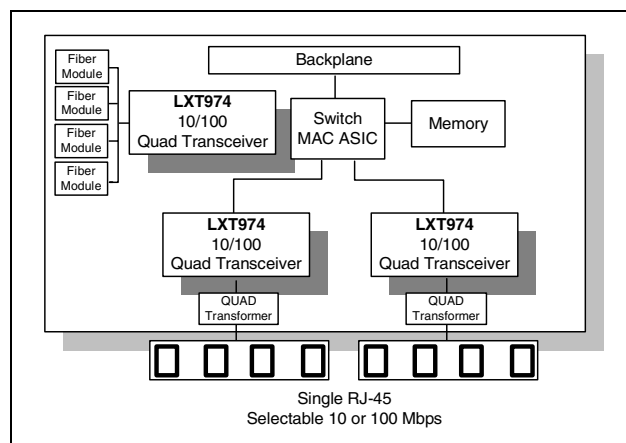 Fiber
Module
Fiber
Module
Fiber
Module
Fiber
Module
LXT974
10/100
Quad Transceiver
Backplane
Switch
MAC ASIC
Memory
LXT974
10/100
Quad Transceiver
LXT974
10/100
Quad Transceiver
QUAD
Transformer
QUAD
Transformer
Single RJ-45
Selectable 10 or 100 Mbps